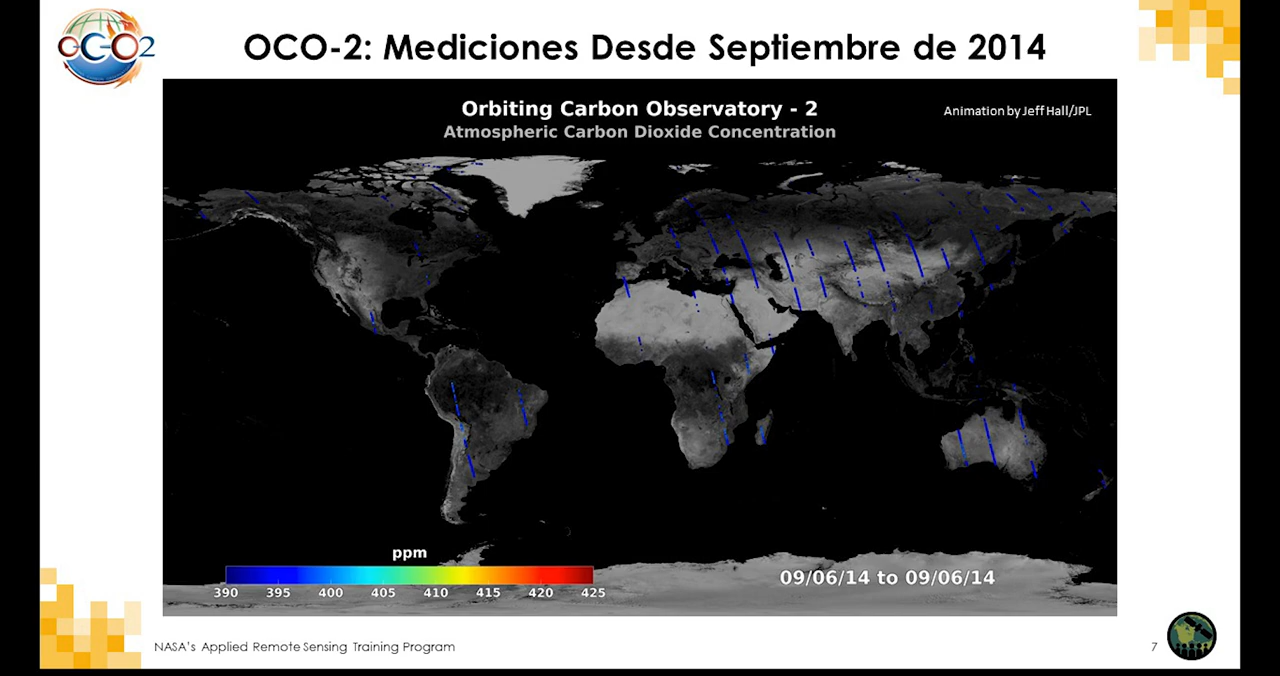 OCO-2
OCO-2: Mediciones Desde Septiembre de 2014
Orbiting Carbon Observatory - 2
Animation by Jeff Hall/JPL
Atmospheric Carbon Dioxide Concentration
ppm
09/06/14 to 09/06/14
390 395 400 405 410 415 420 425
NASA's Applied Remote Sensing Training Program
7